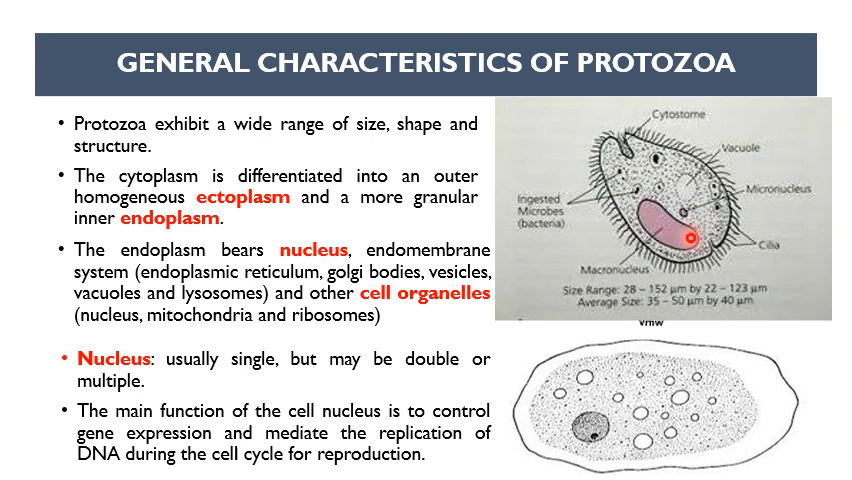 GENERAL CHARACTERISTICS OF PROTOZOA
• Protozoa exhibit a wide range of size, shape and
structure.
• The cytoplasm is differentiated into an outer
homogeneous ectoplasm and a more granular
inner endoplasm.
• The endoplasm bears nucleus, endomembrane
system (endoplasmic reticulum, golgi bodies, vesicles,
vacuoles and lysosomes) and other cell organelles
(nucleus, mitochondria and ribosomes)
• Nucleus: usually single, but may be double or
multiple.
• The main function of the cell nucleus is to control
gene expression and mediate the replication of
DNA during the cell cycle for reproduction.
Cytostome
Vacuole
Micronucleus
Ingested
Microbes
(bacteria)
Cilia
Macronucleus
Size Range: 28 – 152 µm by 22 – 123 µm
Average Size: 35 – 50 µm by 40 µm